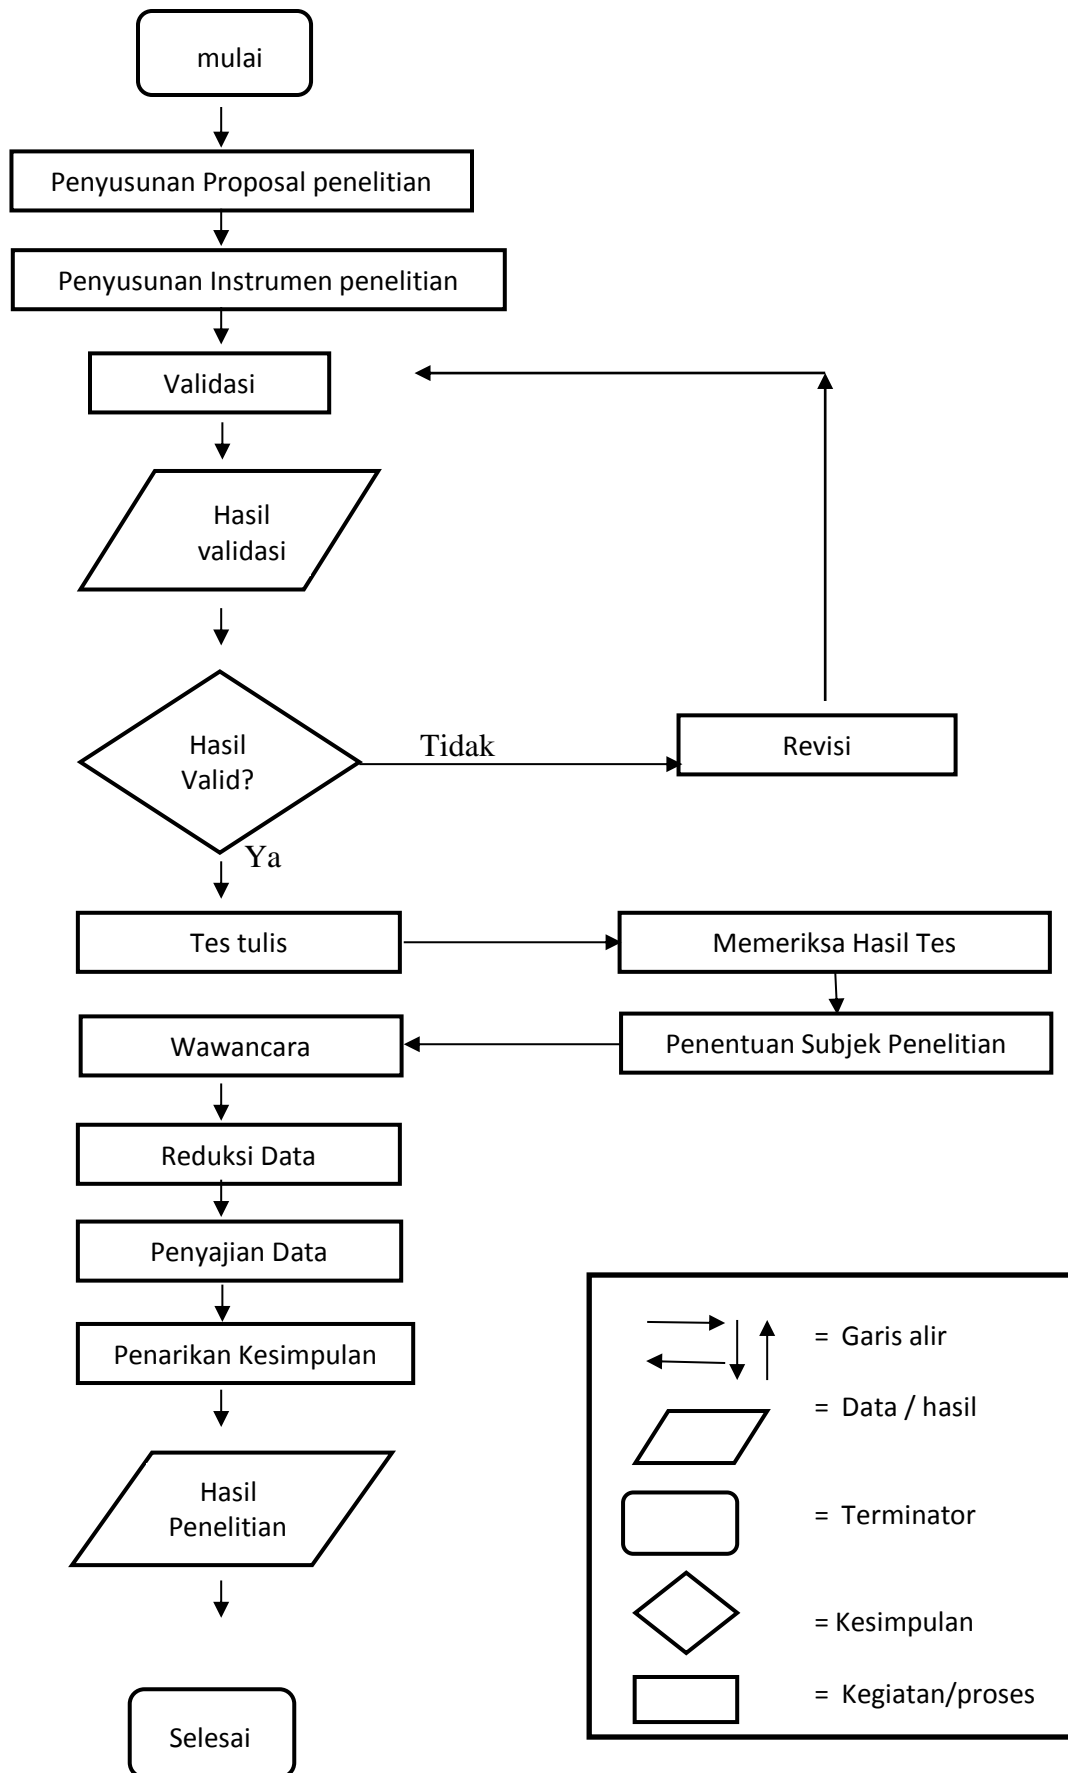 mulai
Penyusunan Proposal penelitian
Penyusunan Instrumen penelitian
Validasi
Hasil
validasi
Hasil
Valid?
Tidak
Revisi
Ya
Tes tulis
Memeriksa Hasil Tes
Wawancara
Penentuan Subjek Penelitian
Reduksi Data
Penyajian Data
Penarikan Kesimpulan
Hasil
Penelitian
Selesai
= Garis alir
= Data / hasil
= Terminator
= Kesimpulan
= Kegiatan/proses